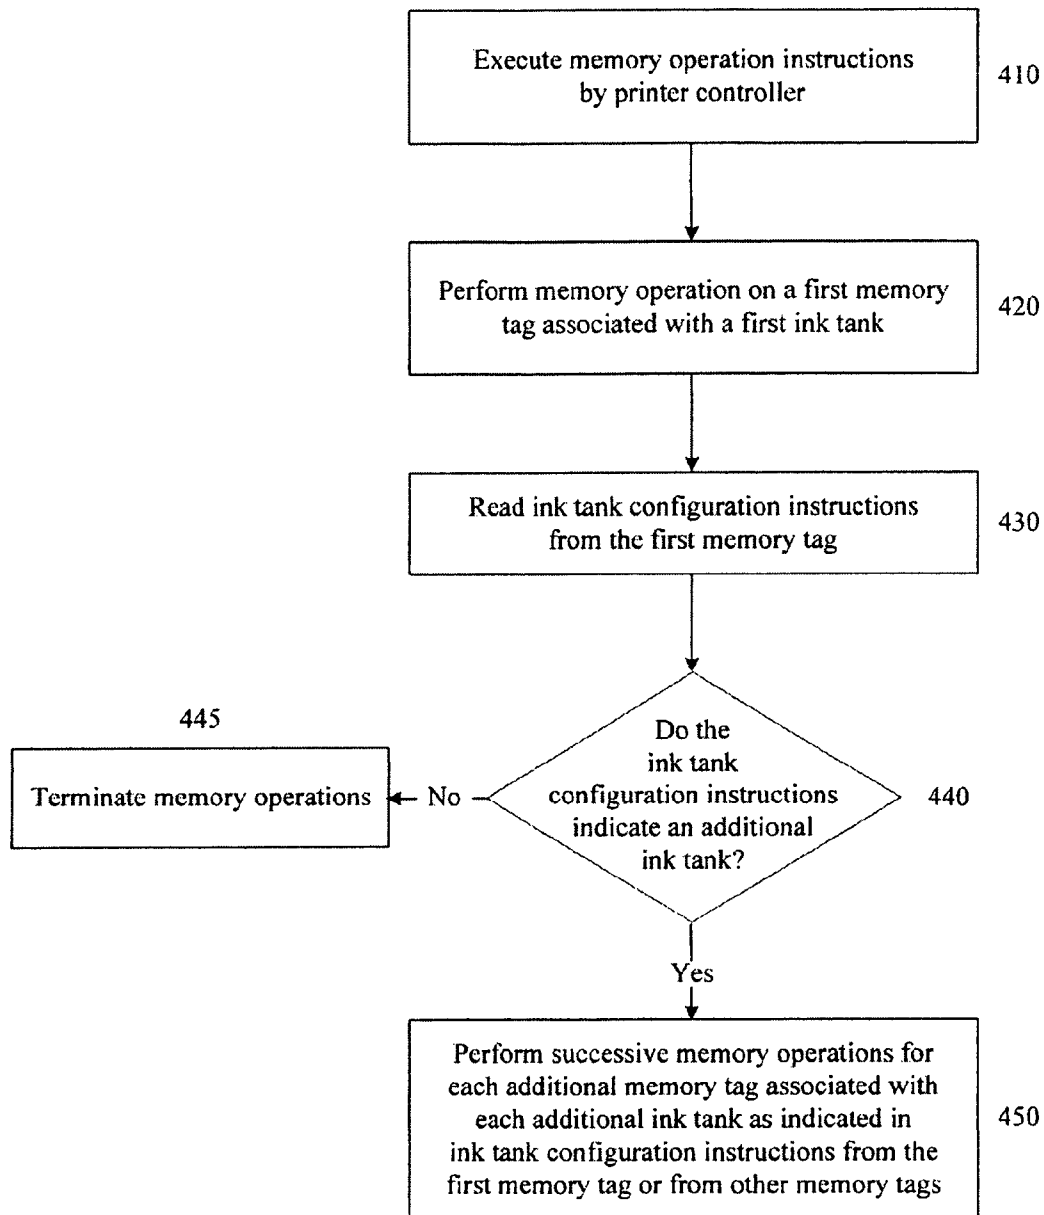 Execute memory operation instructions
by printer controller
410
Perform memory operation on a first memory
tag associated with a first ink tank
420
Read ink tank configuration instructions
from the first memory tag
430
445
Terminate memory operations
No
Do the
ink tank
configuration instructions
indicate an additional
ink tank?
440
Yes
Perform successive memory operations for
each additional memory tag associated with
each additional ink tank as indicated in
ink tank configuration instructions from the
first memory tag or from other memory tags
450